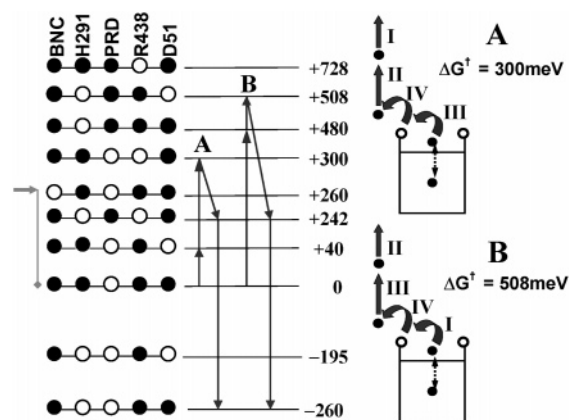 BNC
H291
PRD
R438
D51
+728
+508
+480
+300
+260
+242
+40
0
−195
−260
A
B
I
II
IV
III
A
ΔG† = 300meV
II
III
IV
I
B
ΔG† = 508meV